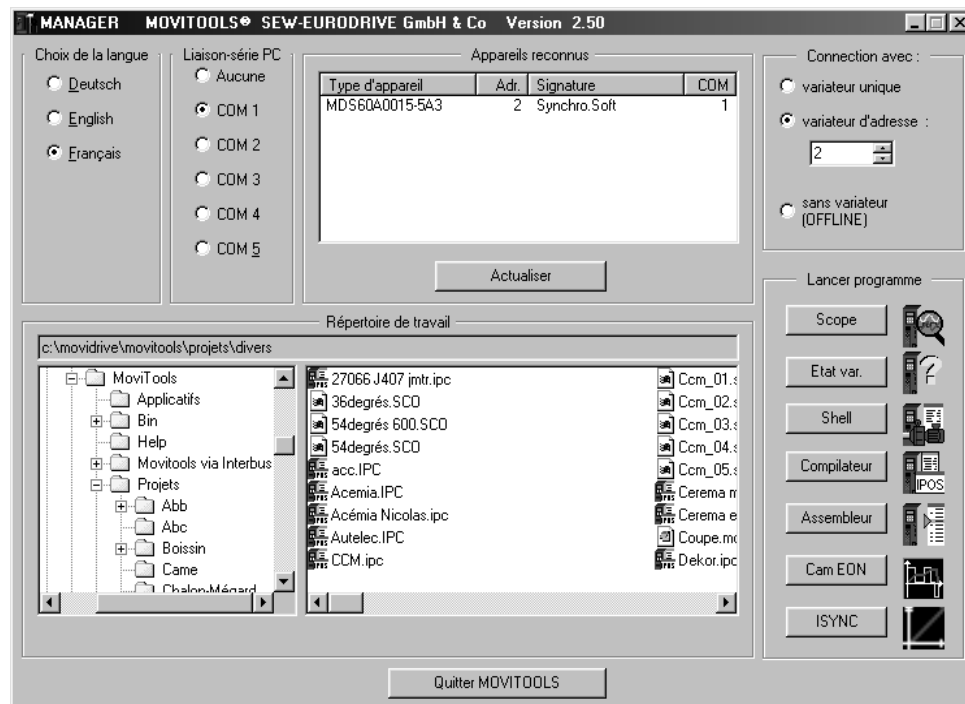 MANAGER MOVITOOLS® SEW-EURODRIVE GmbH & Co Version 2.50
Choix de la langue
Deutsch
English
Français
Liaison-série PC
Aucune
COM 1
COM 2
COM 3
COM 4
COM 5
Appareils reconnus
Type d'appareil Adr. Signature COM
MDS60A0015-5A3 2 Synchro.Soft 1
Actualiser
Connection avec :
variateur unique
variateur d'adresse :
2
sans variateur
(OFFLINE)
Répertoire de travail
c:\movidrive\movitools\projets\divers
MoviTools
Applicatifs
Bin
Help
Movitools via Interbus
Projets
Abb
Abc
Boissin
Came
Chalon-Mégard
27066 J407 jmtr.ipc
36degrés.SCO
54degrés 600.SCO
54degrés.SCO
acc.IPC
Acemia.IPC
Acémia Nicolas.ipc
Autelec.IPC
CCM.ipc
Ccm_01.s
Ccm_02.s
Ccm_03.s
Ccm_04.s
Ccm_05.s
Cerema m
Cerema e
Coupe.mc
Dekor.ipc
Lancer programme
Scope
Etat var.
Shell
Compilateur
IPOS
Assembleur
Cam EON
ISYNC
Quitter MOVITOOLS